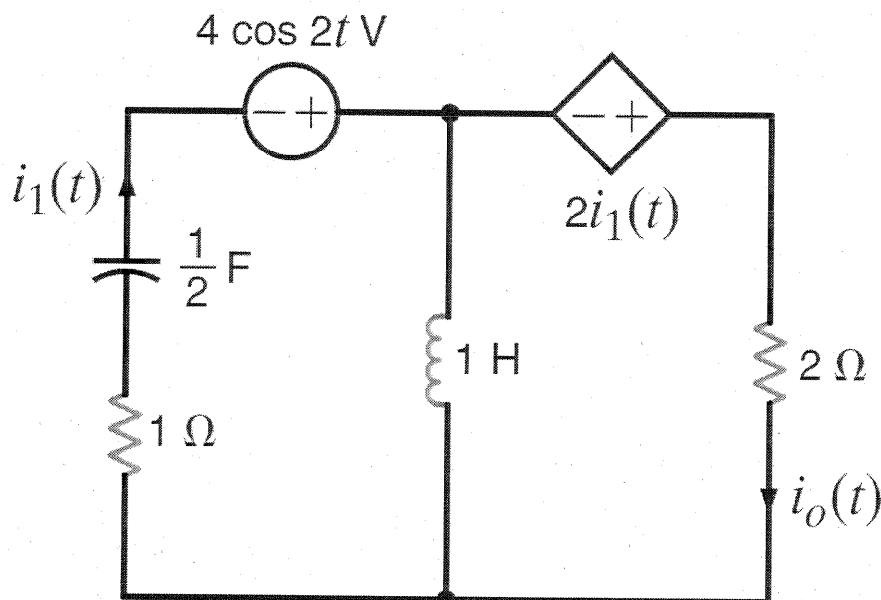 4 cos 2t V
− +
− +
i₁(t)
2i₁(t)
1/2 F
1 H
2 Ω
1 Ω
iₒ(t)